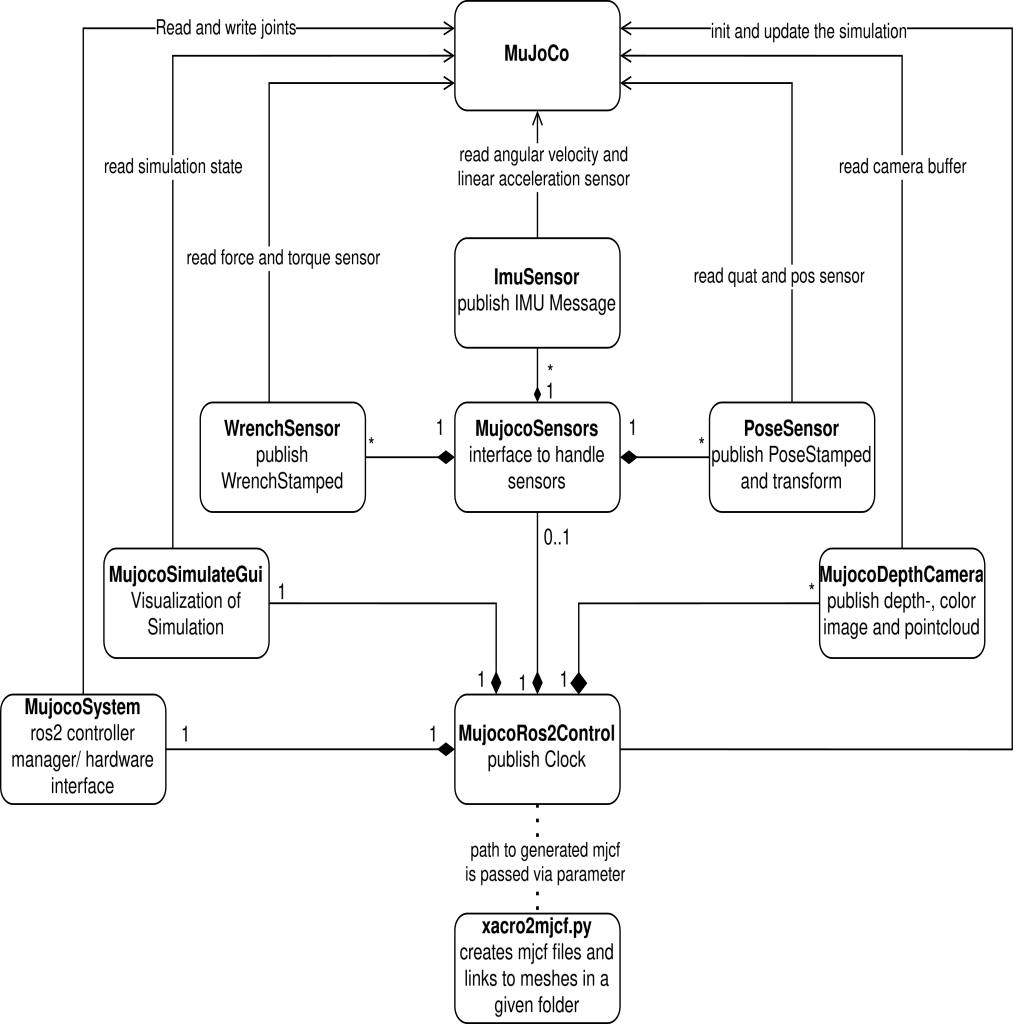 Read and write joints
init and update the simulation
MuJoCo
read simulation state
read angular velocity and
linear acceleration sensor
read camera buffer
read force and torque sensor
ImuSensor
publish IMU Message
read quat and pos sensor
*
1
WrenchSensor
publish
WrenchStamped
*
1
MujocoSensors
interface to handle
sensors
1
*
PoseSensor
publish PoseStamped
and transform
0..1
MujocoSimulateGui
Visualization of
Simulation
1
*
MujocoDepthCamera
publish depth-, color
image and pointcloud
1
1
1
MujocoSystem
ros2 controller
manager/ hardware
interface
1
1
MujocoRos2Control
publish Clock
path to generated mjcf
is passed via parameter
xacro2mjcf.py
creates mjcf files and
links to meshes in a
given folder